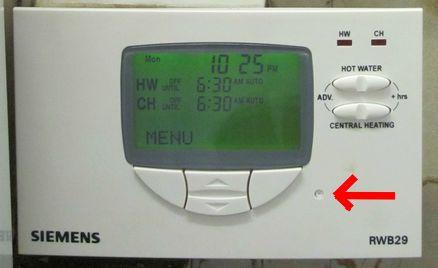 HW CH
Mon 10 25 PM
HW OFF UNTIL 6:30 AM AUTO
CH OFF UNTIL 6:30 AM AUTO
MENU
HOT WATER
ADV. + hrs
CENTRAL HEATING
SIEMENS
RWB29